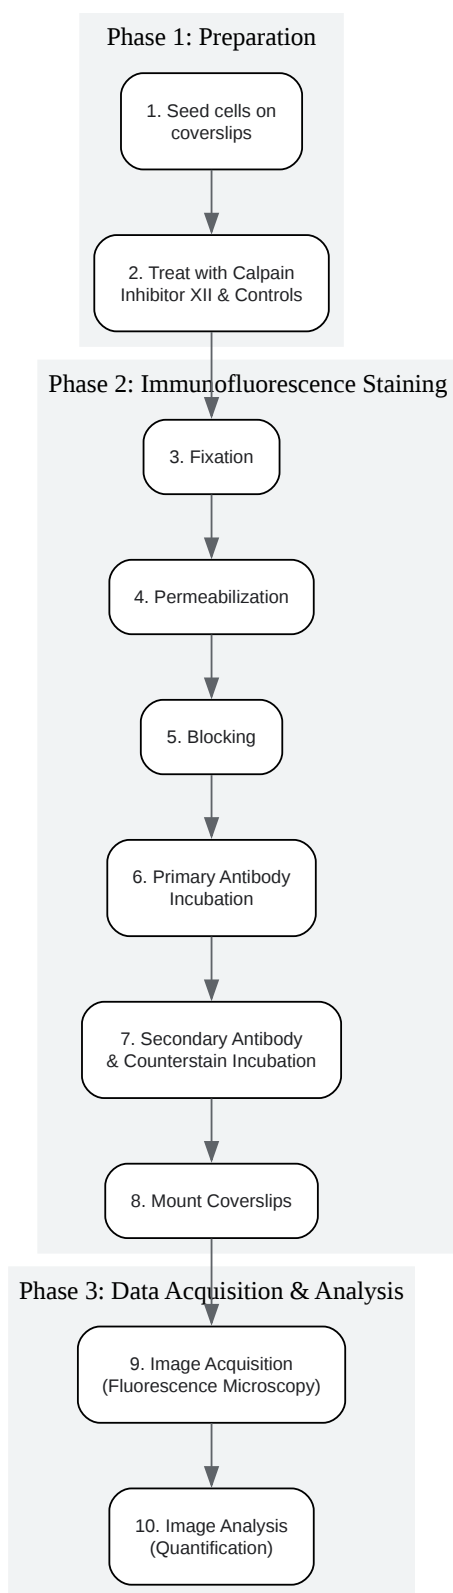 Phase 1: Preparation
1. Seed cells on
coverslips
2. Treat with Calpain
Inhibitor XII & Controls
Phase 2: Immunofluorescence Staining
3. Fixation
4. Permeabilization
5. Blocking
6. Primary Antibody
Incubation
7. Secondary Antibody
& Counterstain Incubation
8. Mount Coverslips
Phase 3: Data Acquisition & Analysis
9. Image Acquisition
(Fluorescence Microscopy)
10. Image Analysis
(Quantification)